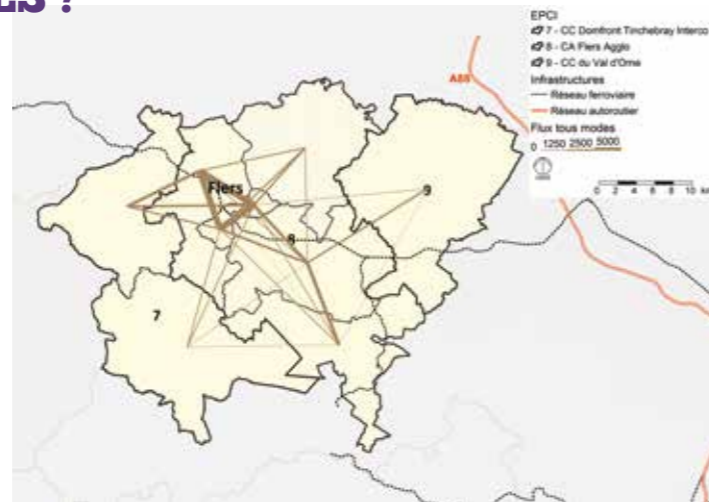 ES ?
EPCI
7 - CC Domfront Tinchebray Interco
8 - CA Flers Agglo
9 - CC du Val d'Orne
Infrastructures
Réseau ferroviaire
Réseau autoroutier
Flux tous modes
0 1250 2500 5000
0 2 4 6 8 10 km
A88
Flers
9
8
7